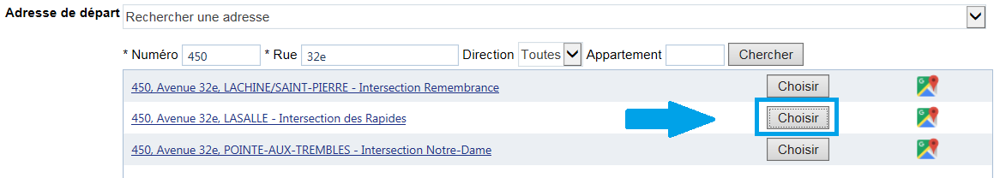 Adresse de départ Rechercher une adresse
* Numéro 450 * Rue 32e Direction Toutes Appartement Chercher
450, Avenue 32e, LACHINE/SAINT-PIERRE - Intersection Remembrance Choisir
450, Avenue 32e, LASALLE - Intersection des Rapides Choisir
450, Avenue 32e, POINTE-AUX-TREMBLES - Intersection Notre-Dame Choisir